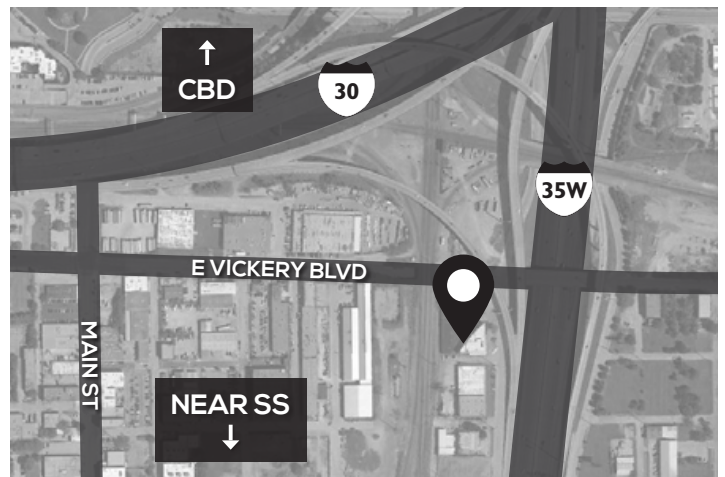 ↑
CBD
30
35W
E VICKERY BLVD
MAIN ST
NEAR SS
↓